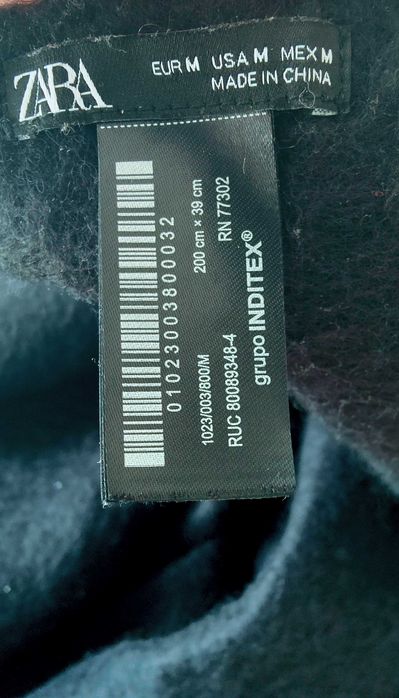 ZARA
EUR M USA M MEX M
MADE IN CHINA
01023003800032
200 cm × 39 cm
RN 77302
1023/003/800/M
RUC 80089348-4
grupo INDITEX®